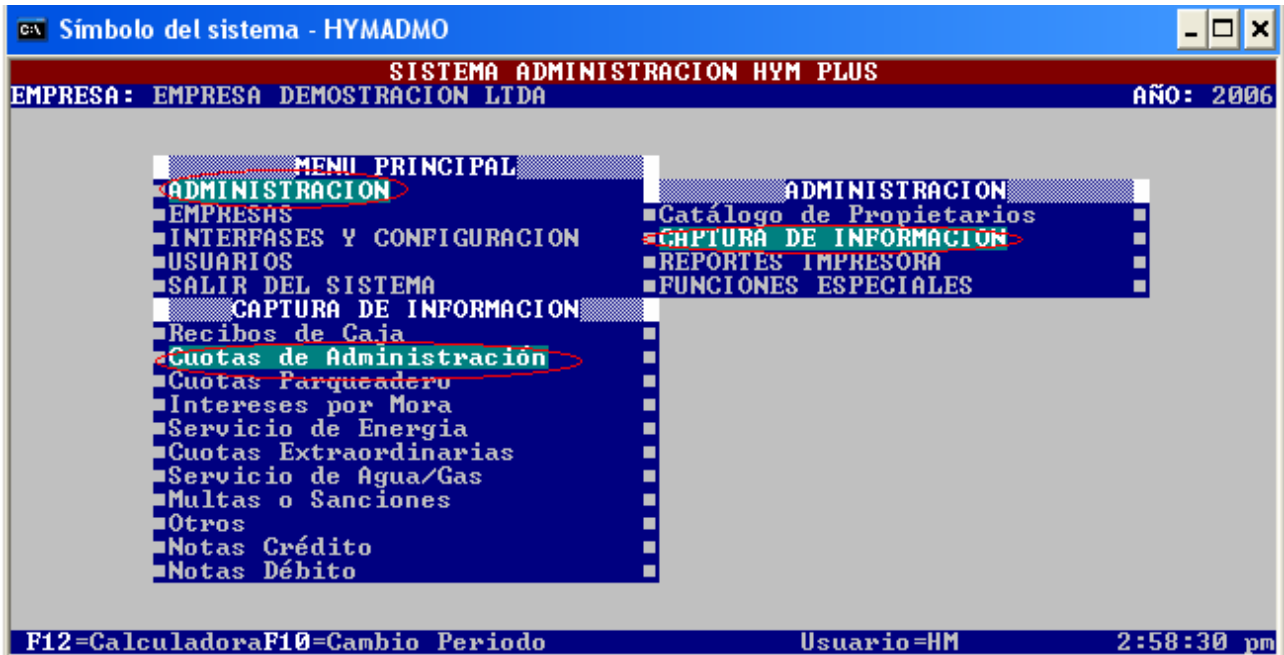 Símbolo del sistema - HYMADMO
SISTEMA ADMINISTRACION HYM PLUS
EMPRESA: EMPRESA DEMOSTRACION LTDA AÑO: 2006
MENU PRINCIPAL
ADMINISTRACION
EMPRESAS
INTERFASES Y CONFIGURACION
USUARIOS
SALIR DEL SISTEMA
ADMINISTRACION
Catálogo de Propietarios
CAPTURA DE INFORMACION
REPORTES IMPRESORA
FUNCIONES ESPECIALES
CAPTURA DE INFORMACION
Recibos de Caja
Cuotas de Administración
Cuotas Parqueadero
Intereses por Mora
Servicio de Energia
Cuotas Extraordinarias
Servicio de Agua/Gas
Multas o Sanciones
Otros
Notas Crédito
Notas Débito
F12=CalculadoraF10=Cambio Periodo Usuario=HM 2:58:30 pm